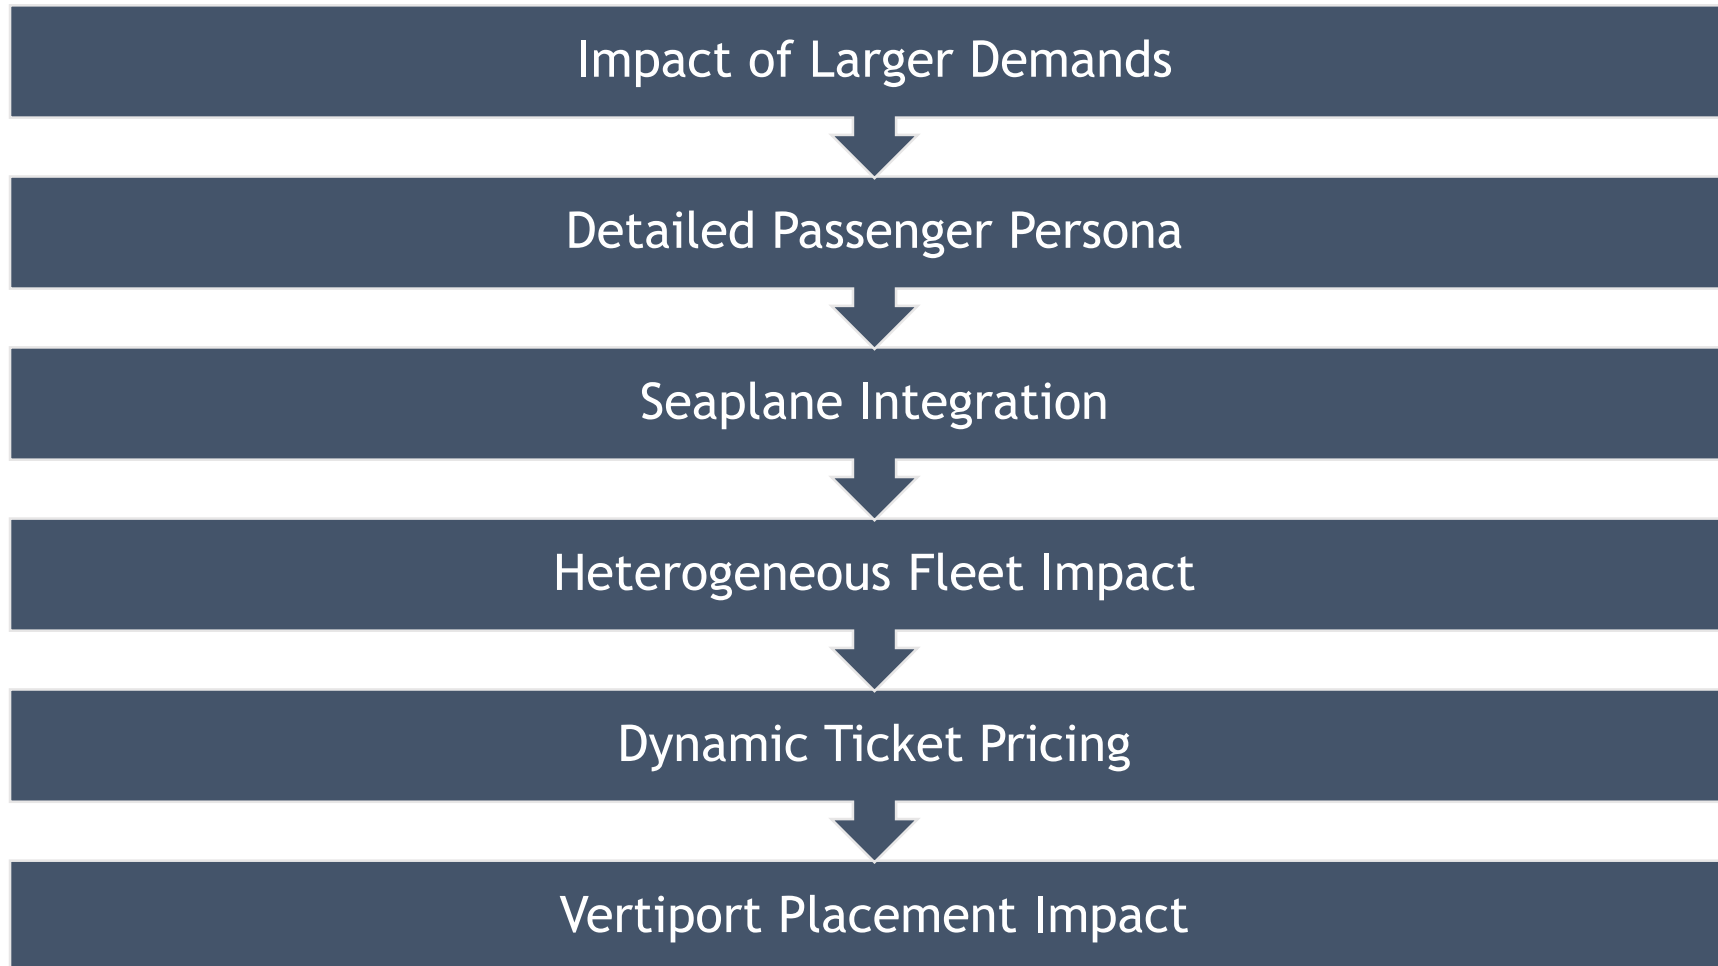 Impact of Larger Demands
Detailed Passenger Persona
Seaplane Integration
Heterogeneous Fleet Impact
Dynamic Ticket Pricing
Vertiport Placement Impact